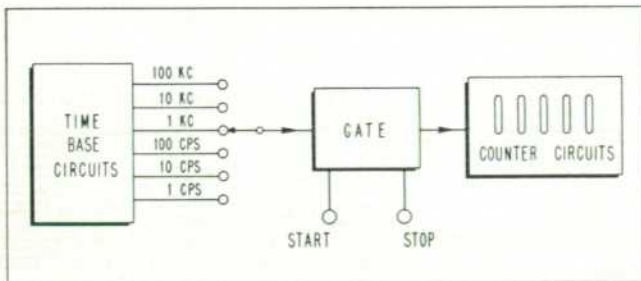 TIME
BASE
CIRCUITS
100 KC
10 KC
1 KC
100 CPS
10 CPS
1 CPS
GATE
START
STOP
COUNTER CIRCUITS